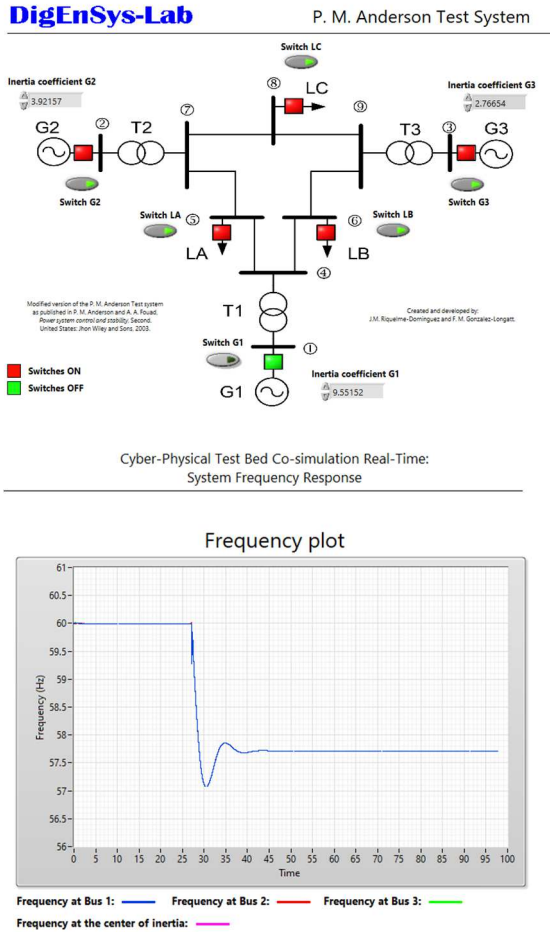 DigEnSys-Lab
P. M. Anderson Test System
Switch LC
Inertia coefficient G2
3.92157
⑧
LC
Inertia coefficient G3
2.76654
G2
②
T2
⑦
⑨
T3
③
G3
Switch G2
Switch G3
Switch LA
⑤
⑥
Switch LB
LA
LB
④
Modified version of the P. M. Anderson Test system
as published in P. M. Anderson and A. A. Fouad,
Power system control and stability, Second.
United States: Jhon Wiley and Sons, 2003.
T1
Created and developed by:
J.M. Riquelme-Dominguez and F. M. Gonzalez-Longatt.
Switch G1
①
Switches ON
Switches OFF
G1
Inertia coefficient G1
9.55152
Cyber-Physical Test Bed Co-simulation Real-Time:
System Frequency Response
Frequency plot
61
60.5
60
59.5
59
58.5
58
57.5
57
56.5
56
Frequency (Hz)
0 5 10 15 20 25 30 35 40 45 50 55 60 65 70 75 80 85 90 95 100
Time
Frequency at Bus 1:
Frequency at Bus 2:
Frequency at Bus 3:
Frequency at the center of inertia: